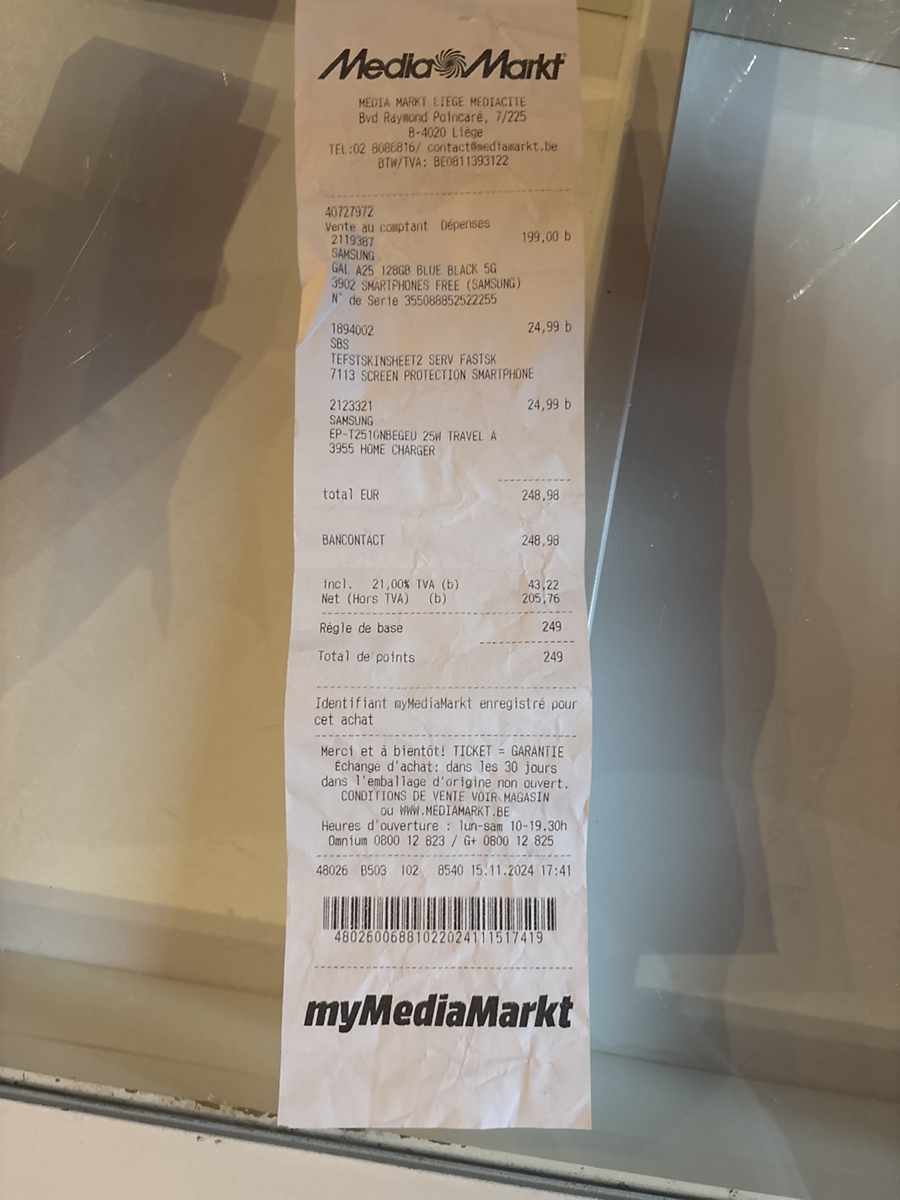 Media Markt
MEDIA MARKT LIEGE MEDIACITE
Bvd Raymond Poincaré, 7/225
B-4020 Liège
TEL:02 8086816/ contact@mediamarkt.be
BTW/TVA: BE0811393122
40727972
Vente au comptant Dépenses
2119387 199,00 b
SAMSUNG
GAL A25 128GB BLUE BLACK 5G
3902 SMARTPHONES FREE (SAMSUNG)
N° de Serie 355088852522255
1894002 24,99 b
SBS
TEFSTSKINSHEET2 SERV FASTSK
7113 SCREEN PROTECTION SMARTPHONE
2123321 24,99 b
SAMSUNG
EP-T2510NBEGEU 25W TRAVEL A
3955 HOME CHARGER
total EUR 248,98
BANCONTACT 248,98
incl. 21,00% TVA (b) 43,22
Net (Hors TVA) (b) 205,76
Règle de base 249
Total de points 249
Identifiant myMediaMarkt enregistré pour
cet achat
Merci et à bientôt! TICKET = GARANTIE
Échange d'achat: dans les 30 jours
dans l'emballage d'origine non ouvert.
CONDITIONS DE VENTE VOIR MAGASIN
ou WWW.MEDIAMARKT.BE
Heures d'ouverture : lun-sam 10-19.30h
Omnium 0800 12 823 / G+ 0800 12 825
48026 B503 102 8540 15.11.2024 17:41
4802600688102202411151​7419
myMediaMarkt